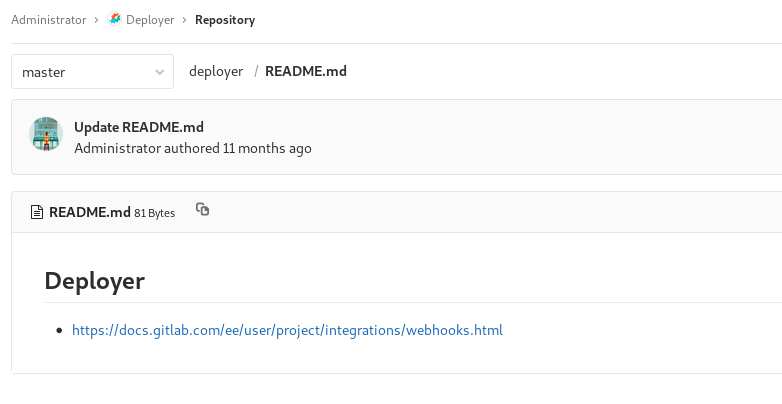 Administrator > Deployer > Repository
master deployer / README.md
Update README.md
Administrator authored 11 months ago
README.md 81 Bytes
Deployer
• https://docs.gitlab.com/ee/user/project/integrations/webhooks.html